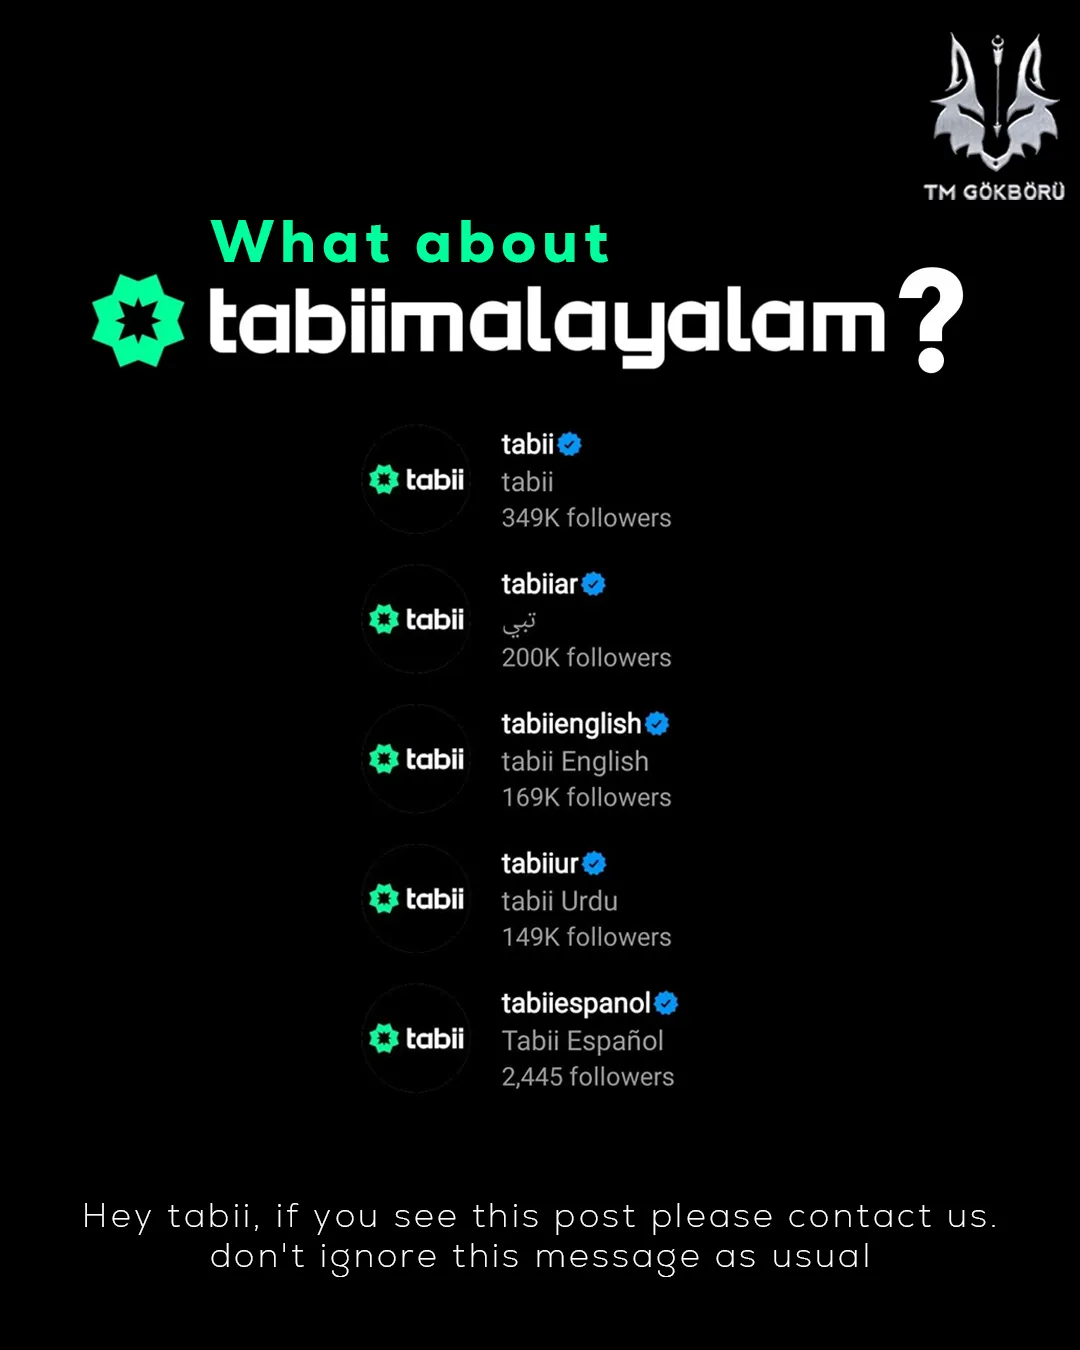 TM GÖKBÖRÜ
What about
tabiimalayalam?
tabii
tabii
tabii
349K followers
tabii
tabiiar
تبي
200K followers
tabii
tabiienglish
tabii English
169K followers
tabii
tabiiur
tabii Urdu
149K followers
tabii
tabiiespanol
Tabii Español
2,445 followers
Hey tabii, if you see this post please contact us.
don't ignore this message as usual